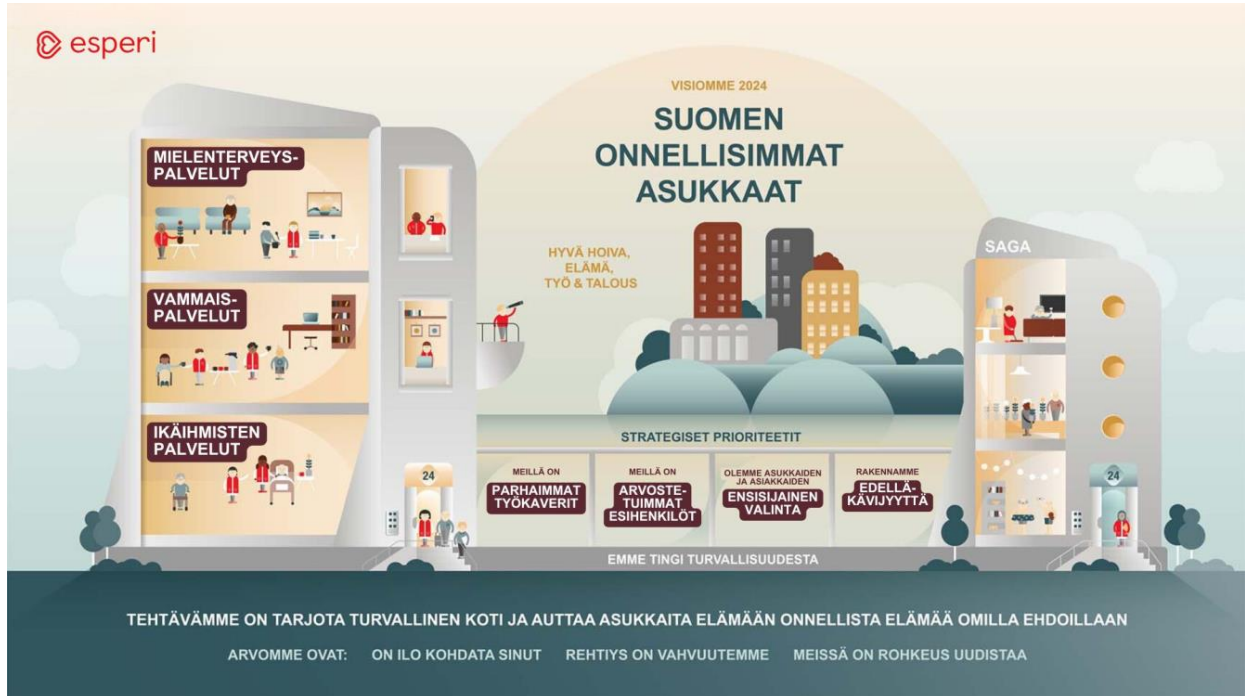 esperi
VISIOMME 2024
SUOMEN
ONNELLISIMMAT
ASUKKAAT
HYVÄ HOIVA,
ELÄMÄ,
TYÖ & TALOUS
MIELENTERVEYS-
PALVELUT
VAMMAIS-
PALVELUT
IKÄIHMISTEN
PALVELUT
24
SAGA
24
STRATEGISET PRIORITEETIT
MEILLÄ ON
PARHAIMMAT
TYÖKAVERIT
MEILLÄ ON
ARVOSTE-
TUIMMAT
ESIHENKILÖT
OLEMME ASUKKAIDEN
JA ASIAKKAIDEN
ENSISIJAINEN
VALINTA
RAKENNAMME
EDELLÄ-
KÄVIJYYTTÄ
EMME TINGI TURVALLISUUDESTA
TEHTÄVÄMME ON TARJOTA TURVALLINEN KOTI JA AUTTAA ASUKKAITA ELÄMÄÄN ONNELLISTA ELÄMÄÄ OMILLA EHDOILLAAN
ARVOMME OVAT: ON ILO KOHDATA SINUT REHTIYS ON VAHVUUTEMME MEISSÄ ON ROHKEUS UUDISTAA